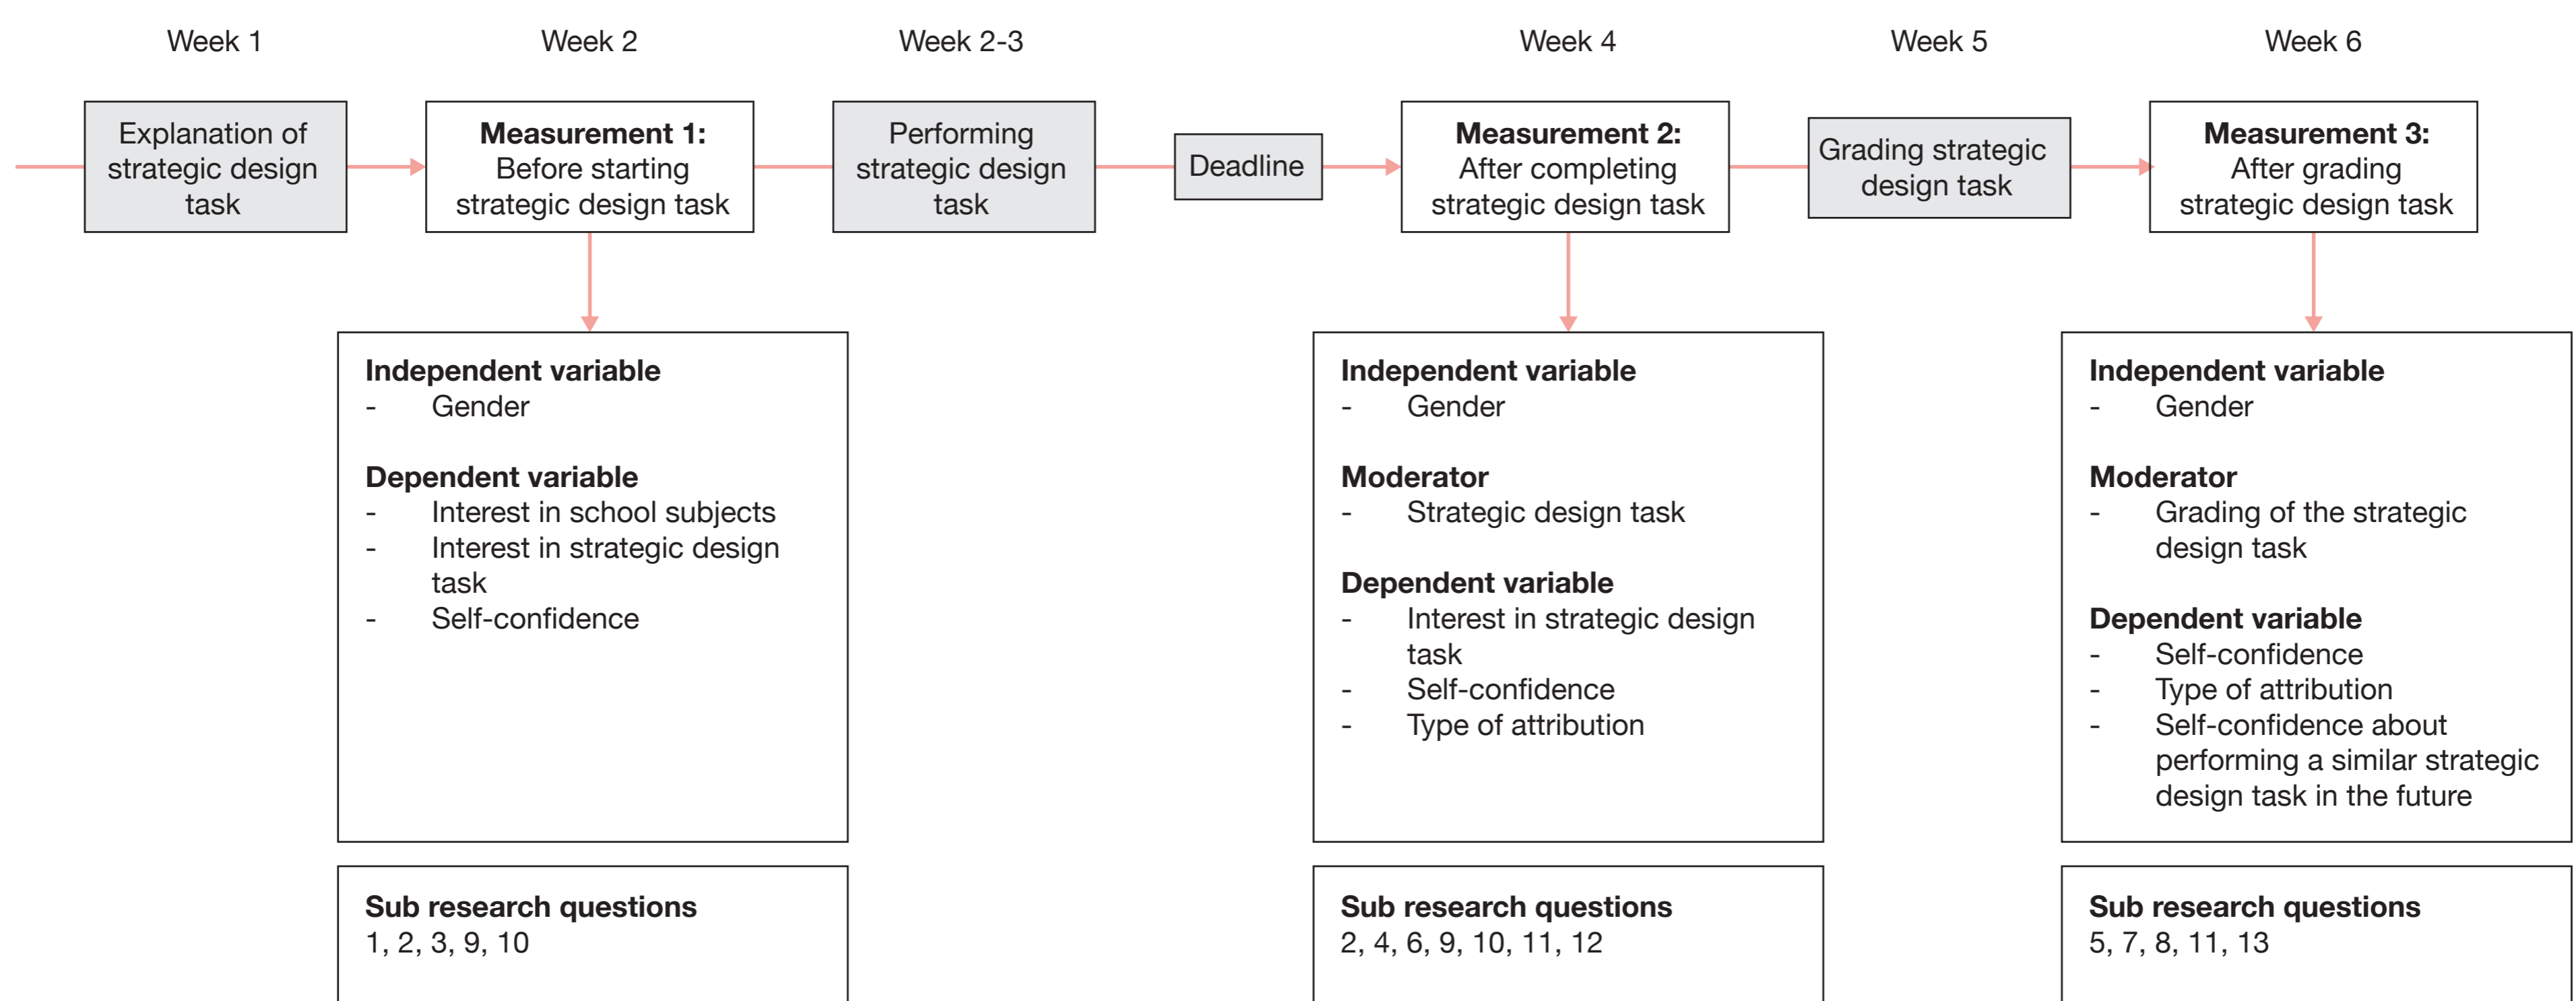 Week 1
Week 2
Week 2-3
Week 4
Week 5
Week 6
Explanation of
strategic design
task
Measurement 1:
Before starting
strategic design task
Performing
strategic design
task
Deadline
Measurement 2:
After completing
strategic design task
Grading strategic
design task
Measurement 3:
After grading
strategic design task
Independent variable
- Gender
Dependent variable
- Interest in school subjects
- Interest in strategic design
task
- Self-confidence
Sub research questions
1, 2, 3, 9, 10
Independent variable
- Gender
Moderator
- Strategic design task
Dependent variable
- Interest in strategic design
task
- Self-confidence
- Type of attribution
Sub research questions
2, 4, 6, 9, 10, 11, 12
Independent variable
- Gender
Moderator
- Grading of the strategic
design task
Dependent variable
- Self-confidence
- Type of attribution
- Self-confidence about
performing a similar strategic
design task in the future
Sub research questions
5, 7, 8, 11, 13